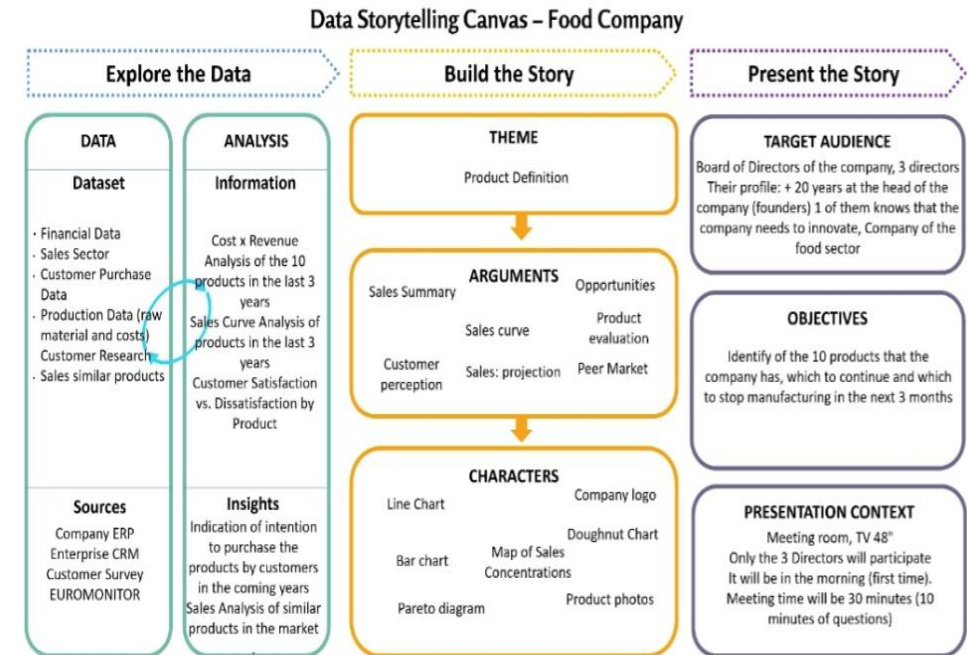 Data Storytelling Canvas – Food Company
Explore the Data
Build the Story
Present the Story
DATA
Dataset
· Financial Data
· Sales Sector
· Customer Purchase
Data
· Production Data (raw
material and costs)
Customer Research
· Sales similar products
Sources
Company ERP
Enterprise CRM
Customer Survey
EUROMONITOR
ANALYSIS
Information
Cost x Revenue
Analysis of the 10
products in the last 3
years
Sales Curve Analysis of
products in the last 3
years
Customer Satisfaction
vs. Dissatisfaction by
Product
Insights
Indication of intention
to purchase the
products by customers
in the coming years
Sales Analysis of similar
products in the market
.
THEME
Product Definition
ARGUMENTS
Sales Summary
Opportunities
Sales curve
Product
evaluation
Customer
perception
Sales: projection
Peer Market
CHARACTERS
Line Chart
Company logo
Doughnut Chart
Bar chart
Map of Sales
Concentrations
Pareto diagram
Product photos
TARGET AUDIENCE
Board of Directors of the company, 3 directors
Their profile: + 20 years at the head of the
company (founders) 1 of them knows that the
company needs to innovate, Company of the
food sector
OBJECTIVES
Identify of the 10 products that the
company has, which to continue and which
to stop manufacturing in the next 3 months
PRESENTATION CONTEXT
Meeting room, TV 48"
Only the 3 Directors will participate
It will be in the morning (first time).
Meeting time will be 30 minutes (10
minutes of questions)